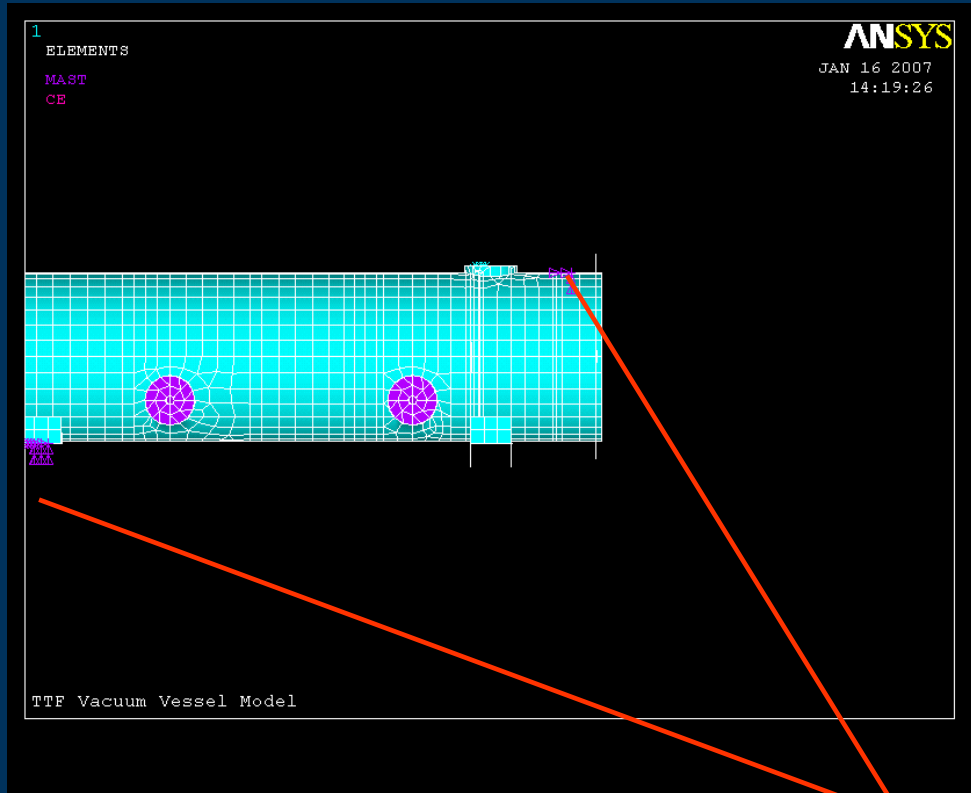 1
ELEMENTS
MAST
CE
ANSYS
JAN 16 2007
14:19:26
TTF Vacuum Vessel Model